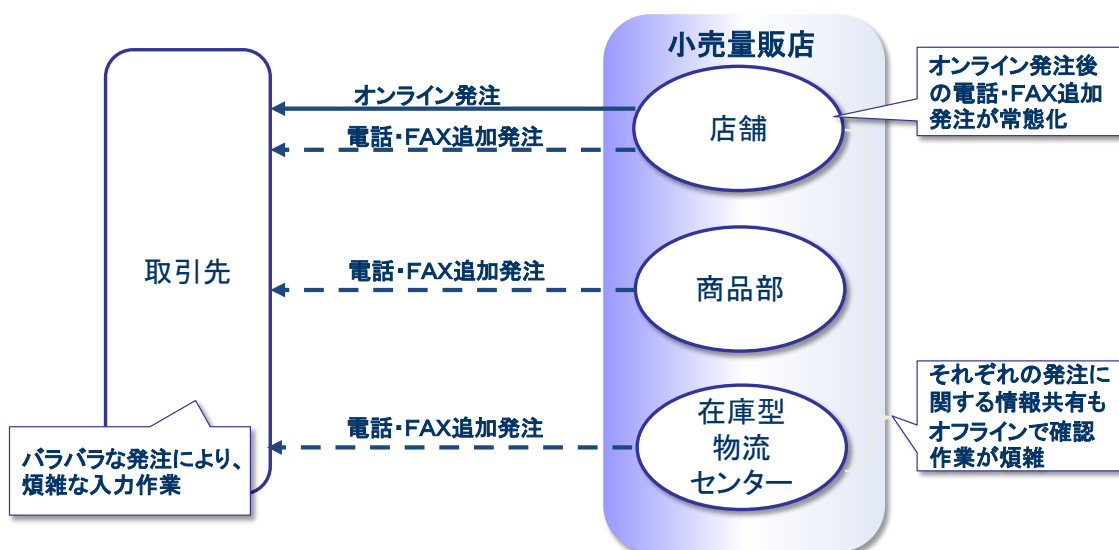 小売量販店
オンライン発注後
の電話・FAX追加
発注が常態化
オンライン発注
店舗
電話・FAX追加発注
取引先
電話・FAX追加発注
商品部
それぞれの発注に
関する情報共有も
オフラインで確認
作業が煩雑
在庫型
物流
センター
電話・FAX追加発注
バラバラな発注により、
煩雑な入力作業